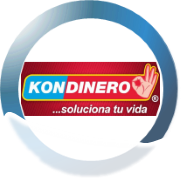 KONDINERO
®
...soluciona tu vida